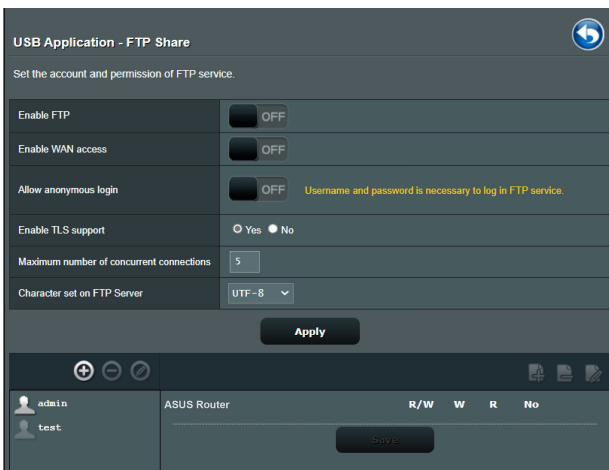 USB Application - FTP Share
Set the account and permission of FTP service.
Enable FTP OFF
Enable WAN access OFF
Allow anonymous login OFF Username and password is necessary to log in FTP service.
Enable TLS support Yes No
Maximum number of concurrent connections 5
Character set on FTP Server UTF-8
Apply
admin ASUS Router R/W W R No
test
Save